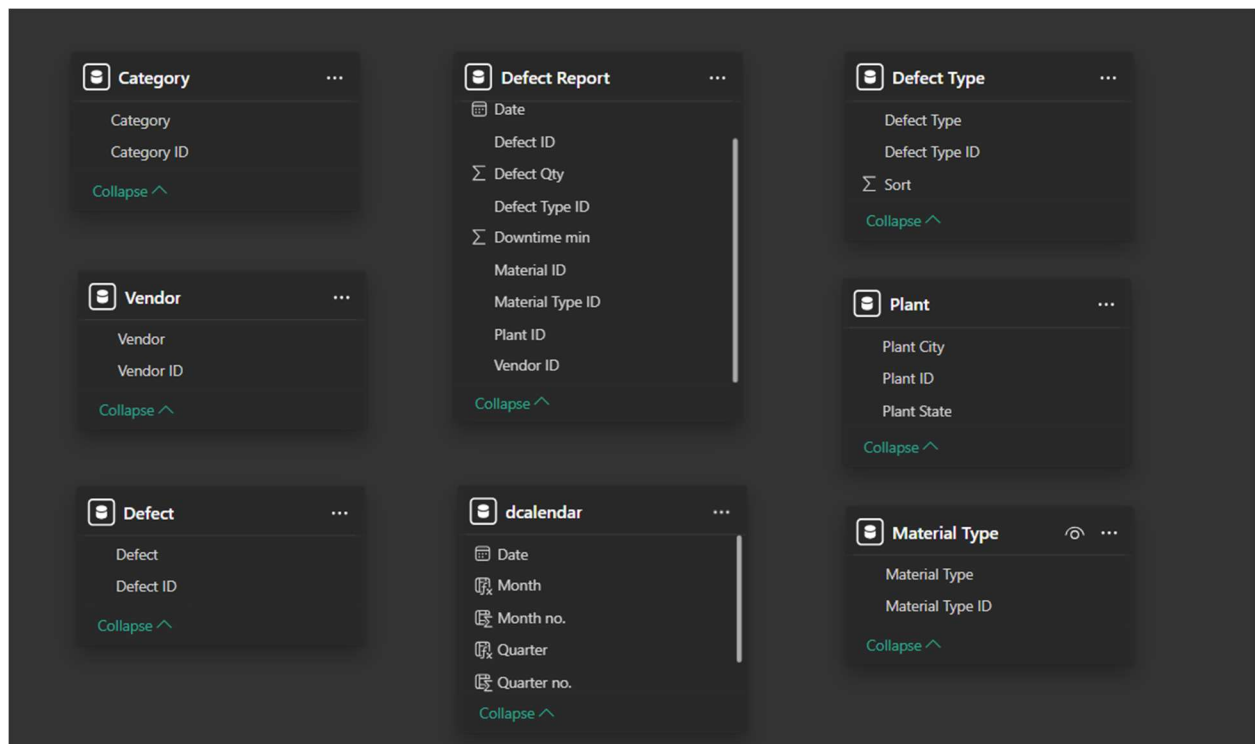 Category
Category
Category ID
Collapse
Defect Report
Date
Defect ID
Defect Qty
Defect Type ID
Downtime min
Material ID
Material Type ID
Plant ID
Vendor ID
Collapse
Defect Type
Defect Type
Defect Type ID
Sort
Collapse
Vendor
Vendor
Vendor ID
Collapse
Plant
Plant City
Plant ID
Plant State
Collapse
Defect
Defect
Defect ID
Collapse
dcalendar
Date
Month
Month no.
Quarter
Quarter no.
Collapse
Material Type
Material Type
Material Type ID
Collapse